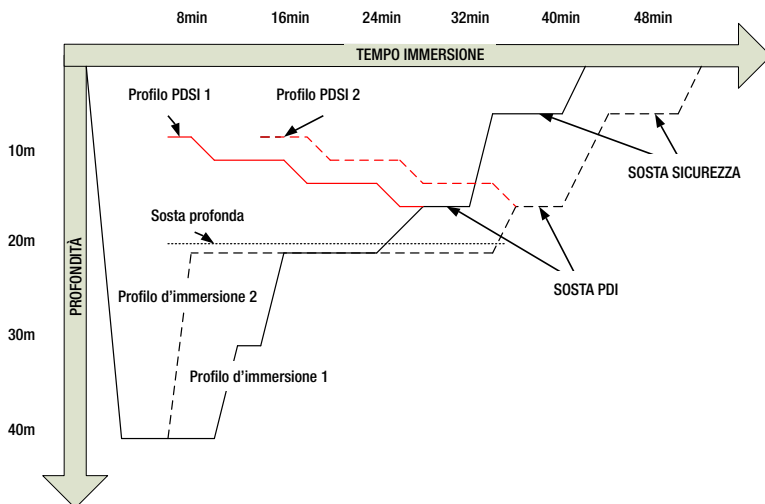 8min 16min 24min 32min 40min 48min
TEMPO IMMERSIONE
Profilo PDSI 1 Profilo PDSI 2
10m
SOSTA SICUREZZA
Sosta profonda
20m
PROFONDITÀ
SOSTA PDI
Profilo d'immersione 2
30m
Profilo d'immersione 1
40m